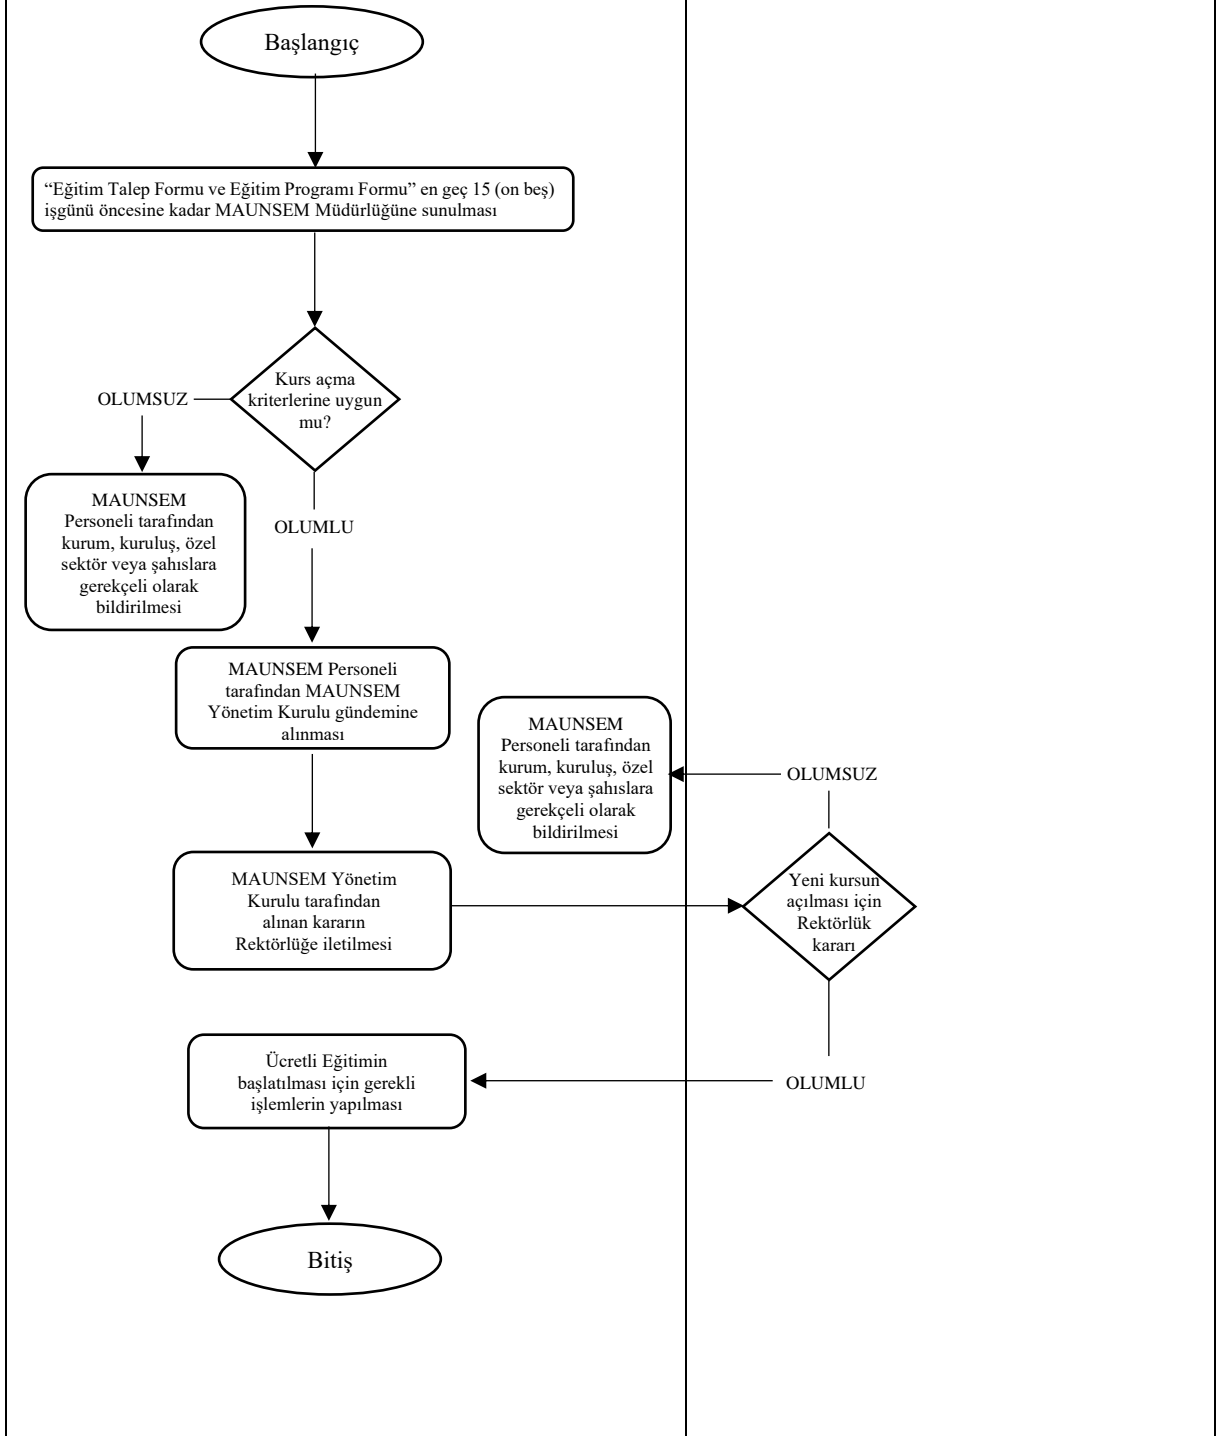 Başlangıç
“Eğitim Talep Formu ve Eğitim Programı Formu” en geç 15 (on beş)
işgünü öncesine kadar MAUNSEM Müdürlüğüne sunulması
Kurs açma
kriterlerine uygun
mu?
OLUMSUZ
MAUNSEM
Personeli tarafından
kurum, kuruluş, özel
sektör veya şahıslara
gerekçeli olarak
bildirilmesi
OLUMLU
MAUNSEM Personeli
tarafından MAUNSEM
Yönetim Kurulu gündemine
alınması
MAUNSEM
Personeli tarafından
kurum, kuruluş, özel
sektör veya şahıslara
gerekçeli olarak
bildirilmesi
OLUMSUZ
MAUNSEM Yönetim
Kurulu tarafından
alınan kararın
Rektörlüğe iletilmesi
Yeni kursun
açılması için
Rektörlük
kararı
Ücretli Eğitimin
başlatılması için gerekli
işlemlerin yapılması
OLUMLU
Bitiş